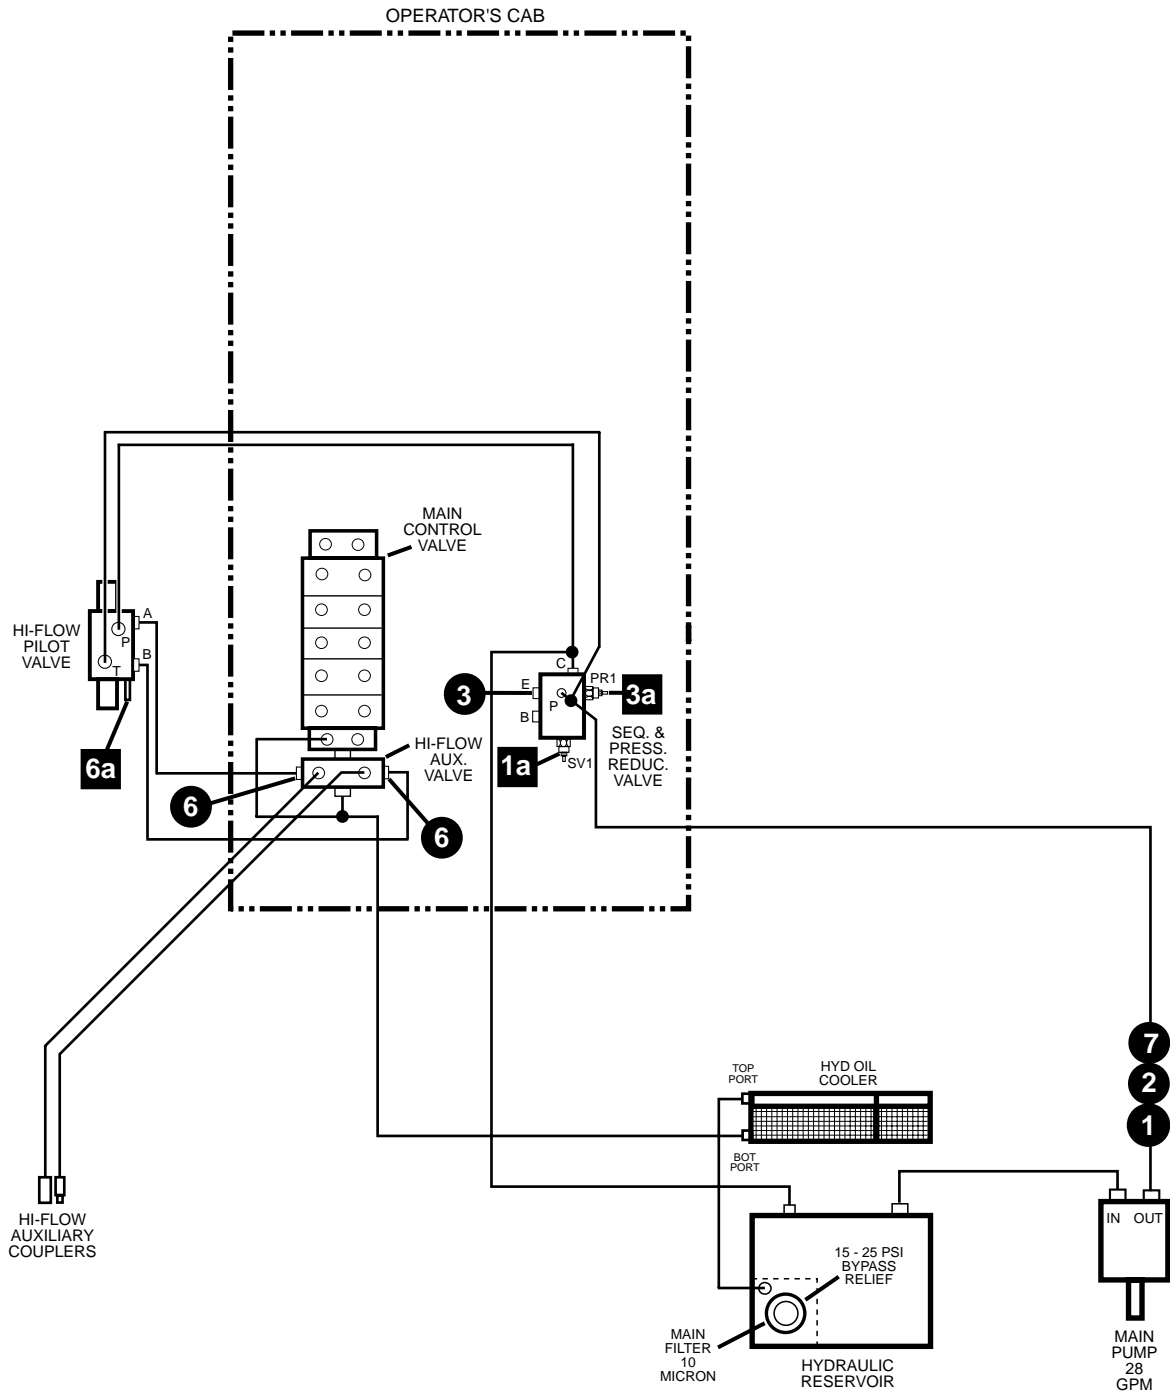 OPERATOR'S CAB
MAIN
CONTROL
VALVE
HI-FLOW
PILOT
VALVE
A
P
B
T
6a
C
E
3
PR1
3a
P
B
1a
SV1
SEQ. &
PRESS.
REDUC.
VALVE
HI-FLOW
AUX.
VALVE
6
6
7
2
1
TOP
PORT
HYD OIL
COOLER
BOT
PORT
HI-FLOW
AUXILIARY
COUPLERS
IN OUT
15 - 25 PSI
BYPASS
RELIEF
MAIN
FILTER
10
MICRON
HYDRAULIC
RESERVOIR
MAIN
PUMP
28
GPM